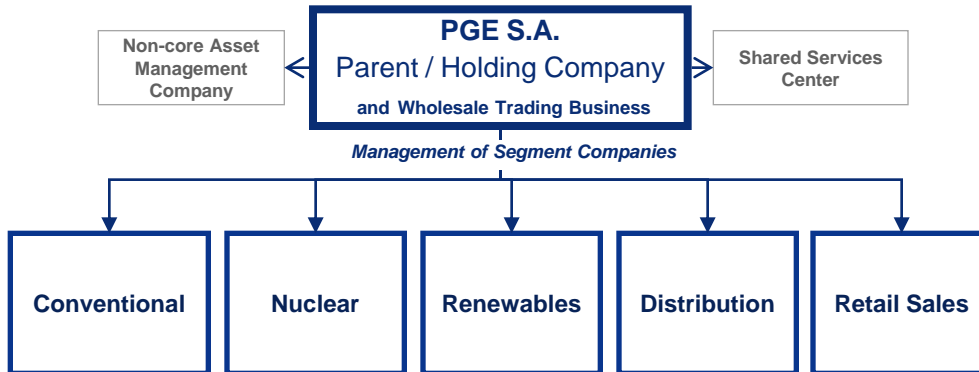 PGE S.A.
Parent / Holding Company
and Wholesale Trading Business
Non-core Asset
Management
Company
Shared Services
Center
Management of Segment Companies
Conventional
Nuclear
Renewables
Distribution
Retail Sales